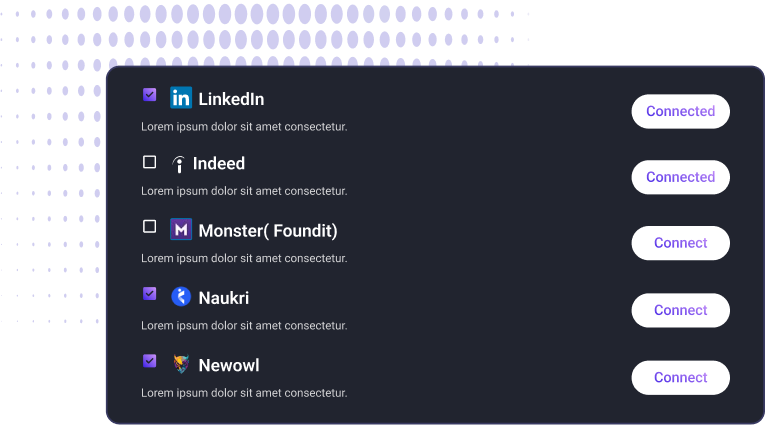 in LinkedIn
Connected
Lorem ipsum dolor sit amet consectetur.
Indeed
Connected
Lorem ipsum dolor sit amet consectetur.
M Monster( Foundit)
Connect
Lorem ipsum dolor sit amet consectetur.
Naukri
Connect
Lorem ipsum dolor sit amet consectetur.
Newowl
Connect
Lorem ipsum dolor sit amet consectetur.